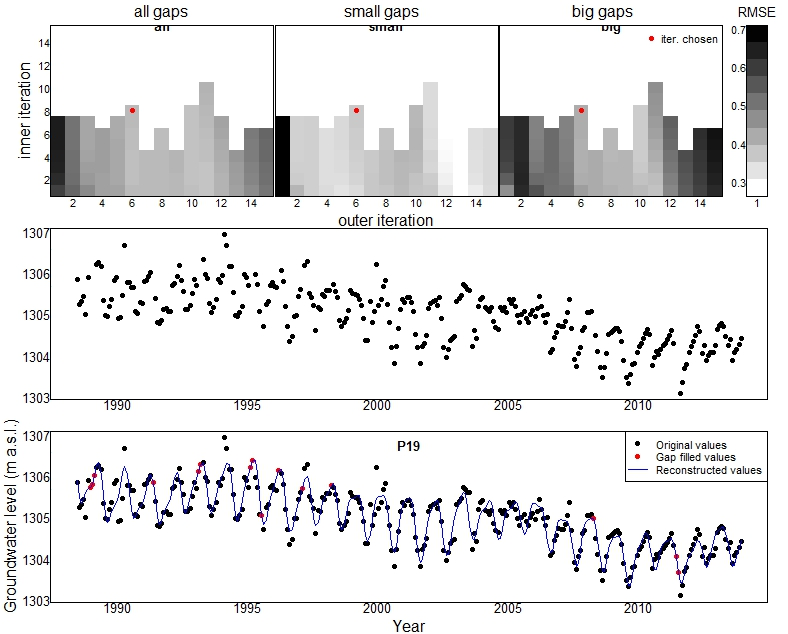 all gaps small gaps big gaps RMSE
all small big
iter. chosen
inner iteration
14
12
10
8
6
4
2
0.7
0.6
0.5
0.4
0.3
2 4 6 8 10 12 14 2 4 6 8 10 12 14 2 4 6 8 10 12 14 1
outer iteration
1307
1306
1305
1304
1303
1990 1995 2000 2005 2010
Groundwater level (m a.s.l.)
1307
1306
1305
1304
1303
P19
Original values
Gap filled values
Reconstructed values
1990 1995 2000 2005 2010
Year